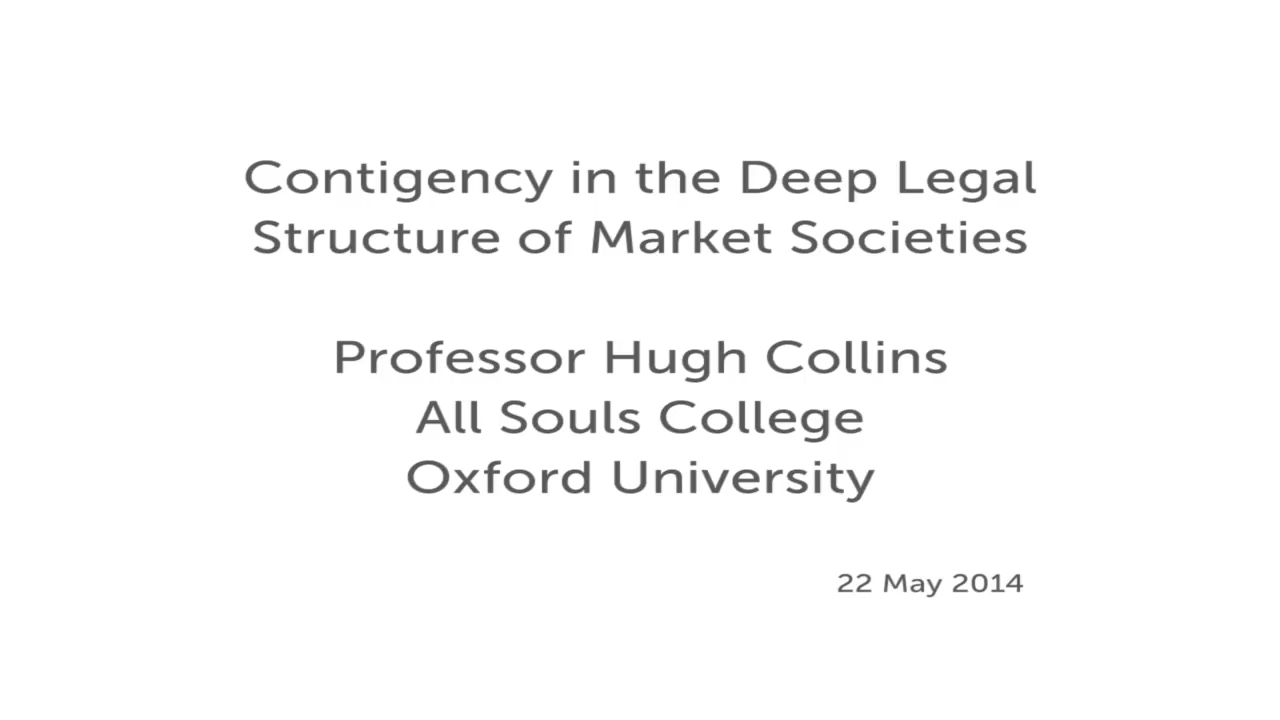 Contigency in the Deep Legal
Structure of Market Societies
Professor Hugh Collins
All Souls College
Oxford University
22 May 2014